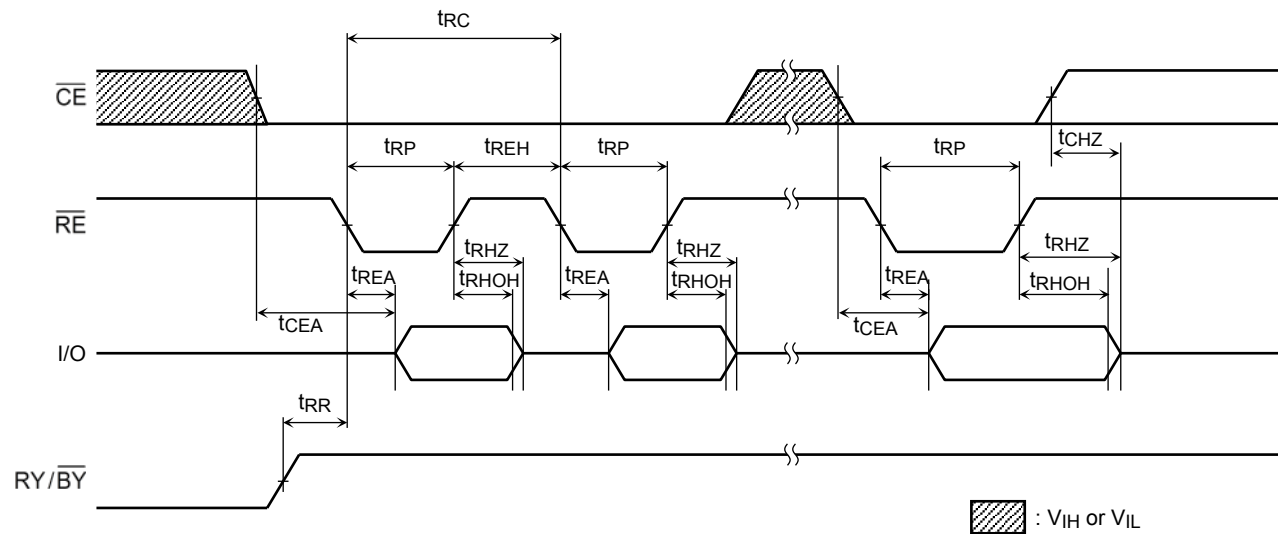 tRC
CE
tCHZ
tRP tREH tRP tRP
RE
tRHZ tRHZ tRHZ
tREA tRHOH tREA tRHOH tREA tRHOH
tCEA tCEA
I/O
tRR
RY/BY
: VIH or VIL